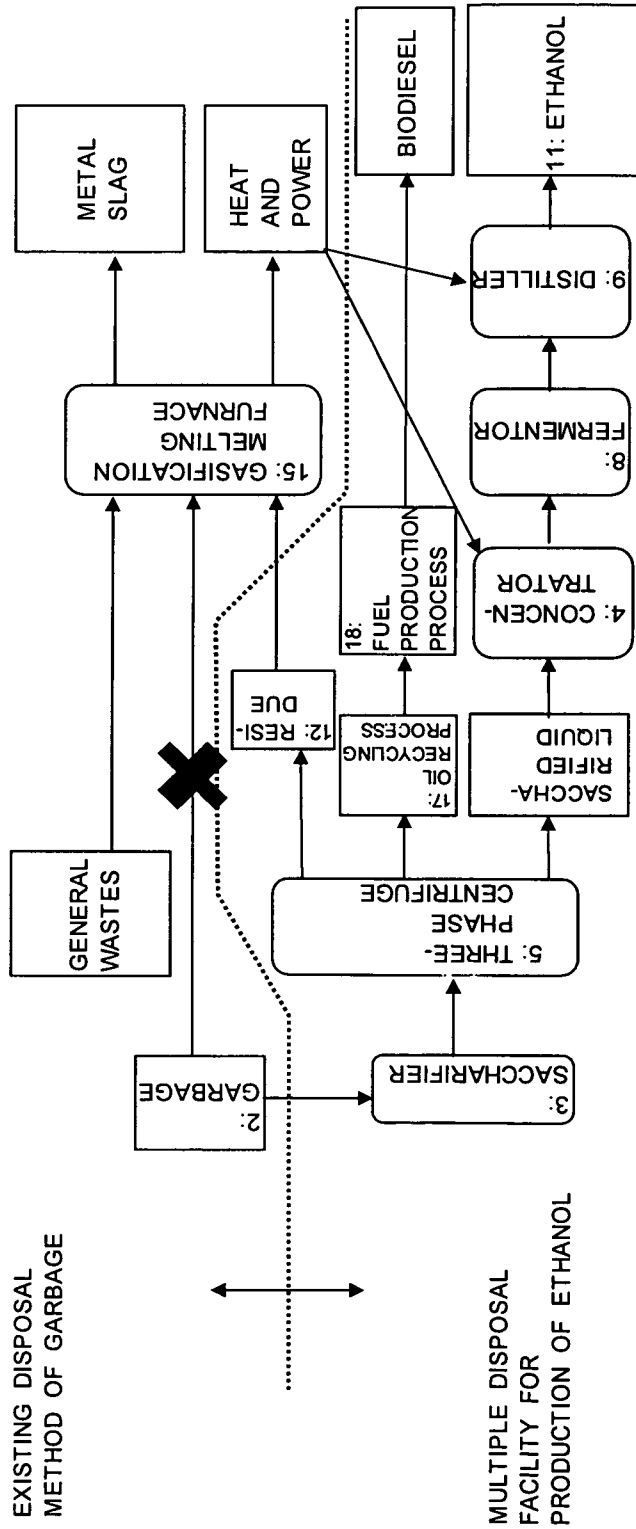 EXISTING DISPOSAL
METHOD OF GARBAGE
2:
GARBAGE
GENERAL
WASTES
15: GASIFICATION
MELTING
FURNACE
METAL
SLAG
HEAT
AND
POWER
MULTIPLE DISPOSAL
FACILITY FOR
PRODUCTION OF ETHANOL
3:
SACCHARIFIER
5: THREE-
PHASE
CENTRIFUGE
12: RESI-
DUE
17:
OIL
RECYCLING
PROCESS
18:
FUEL
PRODUCTION
PROCESS
BIODIESEL
SACCHA-
RIFIED
LIQUID
4: CONCEN-
TRATOR
8:
FERMENTOR
9: DISTILLER
11: ETHANOL